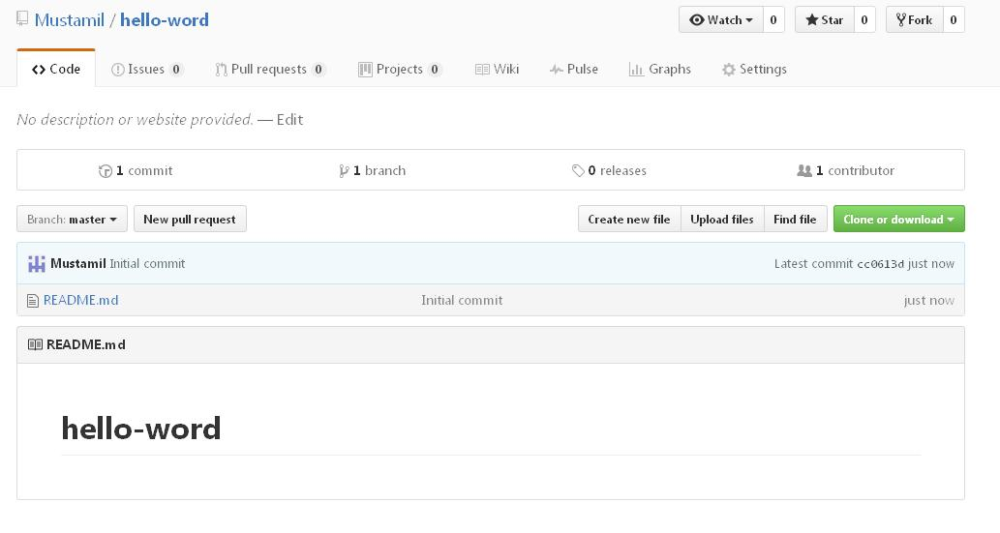 Mustamil / hello-word Watch 0 Star 0 Fork 0
Code Issues 0 Pull requests 0 Projects 0 Wiki Pulse Graphs Settings
No description or website provided. — Edit
1 commit 1 branch 0 releases 1 contributor
Branch: master New pull request Create new file Upload files Find file Clone or download
Mustamil Initial commit Latest commit cc0613d just now
README.md Initial commit just now
README.md
hello-word